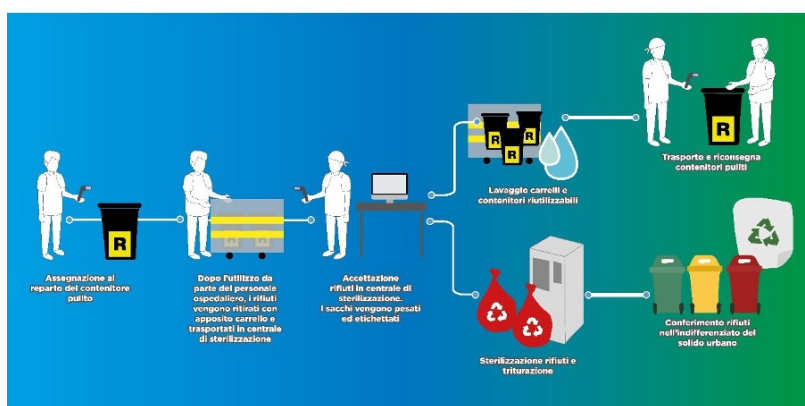 R
Assegnazione al
reparto del contenitore
pulito
R R
Dopo l'utilizzo da
parte del personale
ospedaliero, i rifiuti
vengono ritirati con
apposito carrello e
trasportati in centrale
di sterilizzazione
Accettazione
rifiuti in centrale di
sterilizzazione.
I sacchi vengono pesati
ed etichettati
R R R
Lavaggio carrelli e
contenitori riutilizzabili
R
Trasporto e riconsegna
contenitori puliti
Sterilizzazione rifiuti e
triturazione
Conferimento rifiuti
nell'indifferenziato del
solido urbano